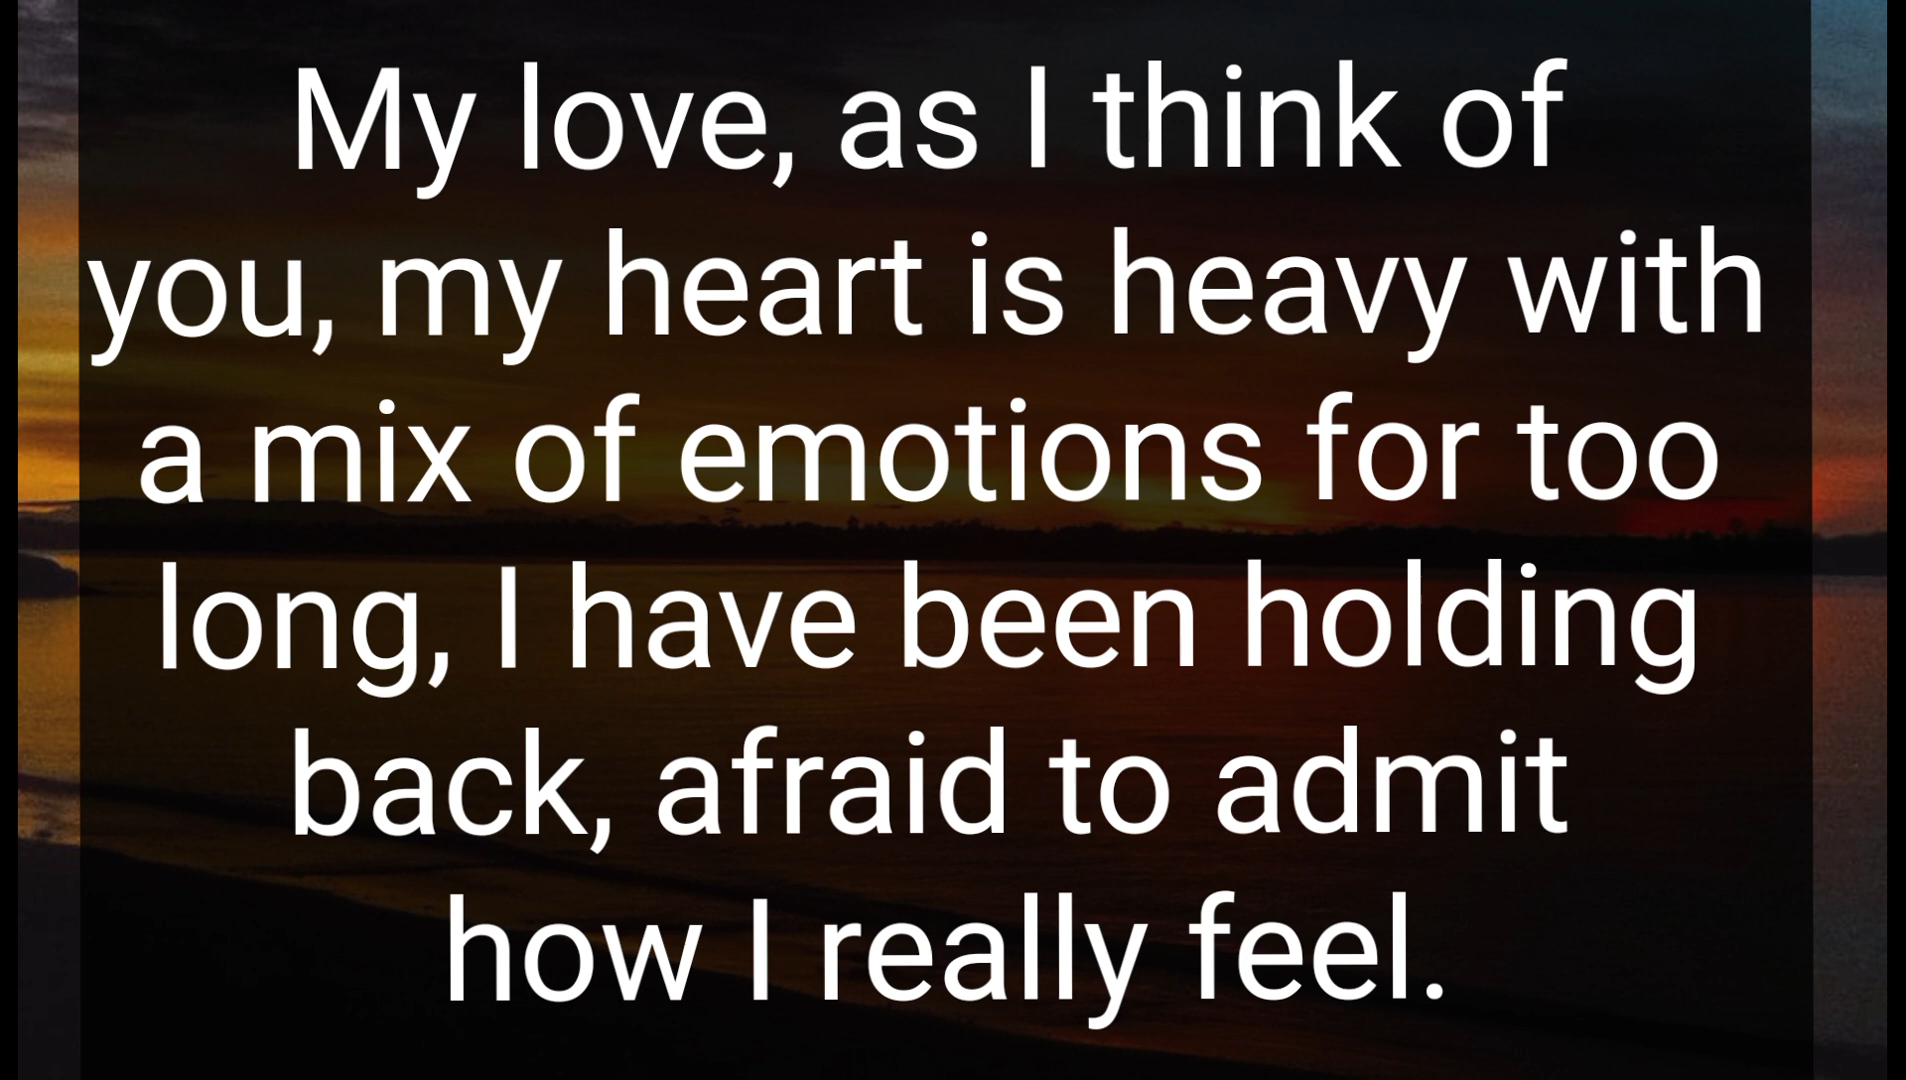 My love, as I think of
you, my heart is heavy with
a mix of emotions for too
long, I have been holding
back, afraid to admit
how I really feel.